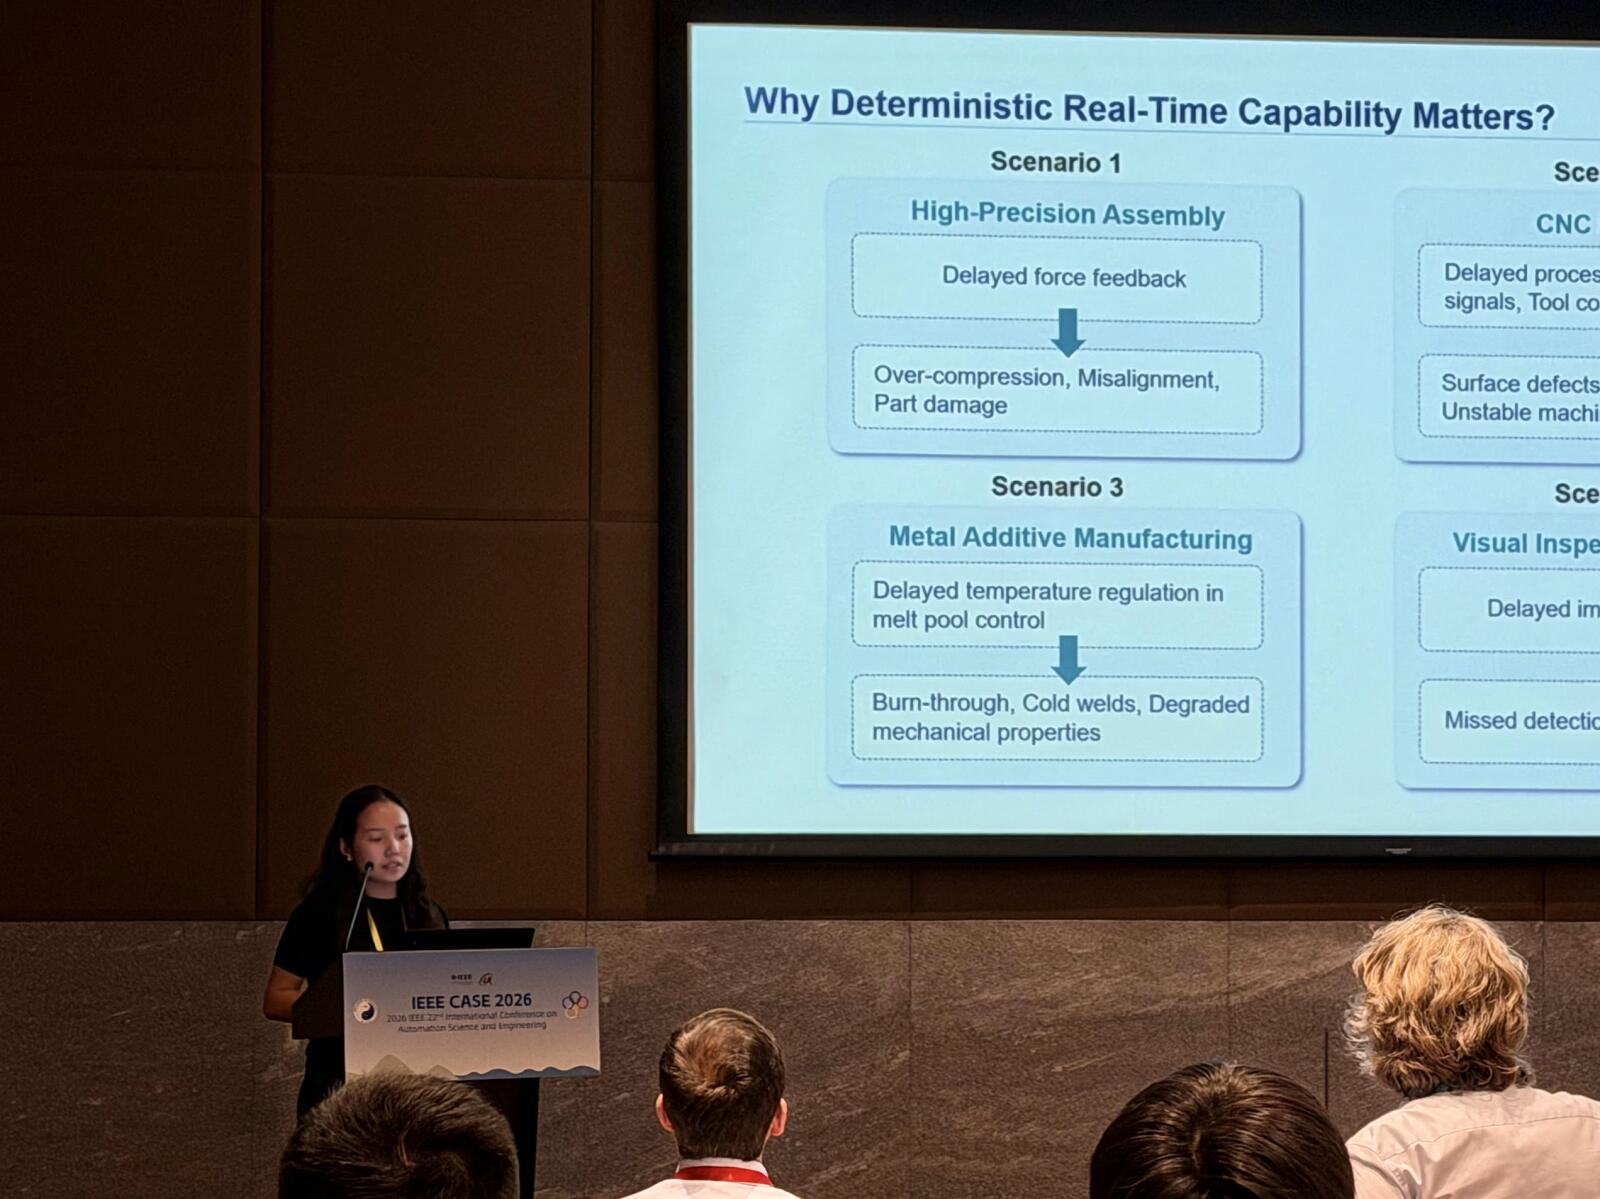 Why Deterministic Real-Time Capability Matters?
Scenario 1
High-Precision Assembly
Delayed force feedback
Over-compression, Misalignment,
Part damage
Sce
CNC
Delayed proces
signals, Tool co
Surface defects
Unstable machi
Scenario 3
Metal Additive Manufacturing
Delayed temperature regulation in
melt pool control
Burn-through, Cold welds, Degraded
mechanical properties
Sce
Visual Inspe
Delayed im
Missed detectio
IEEE
IEEE CASE 2026
2026 IEEE 22nd International Conference on
Automation Science and Engineering